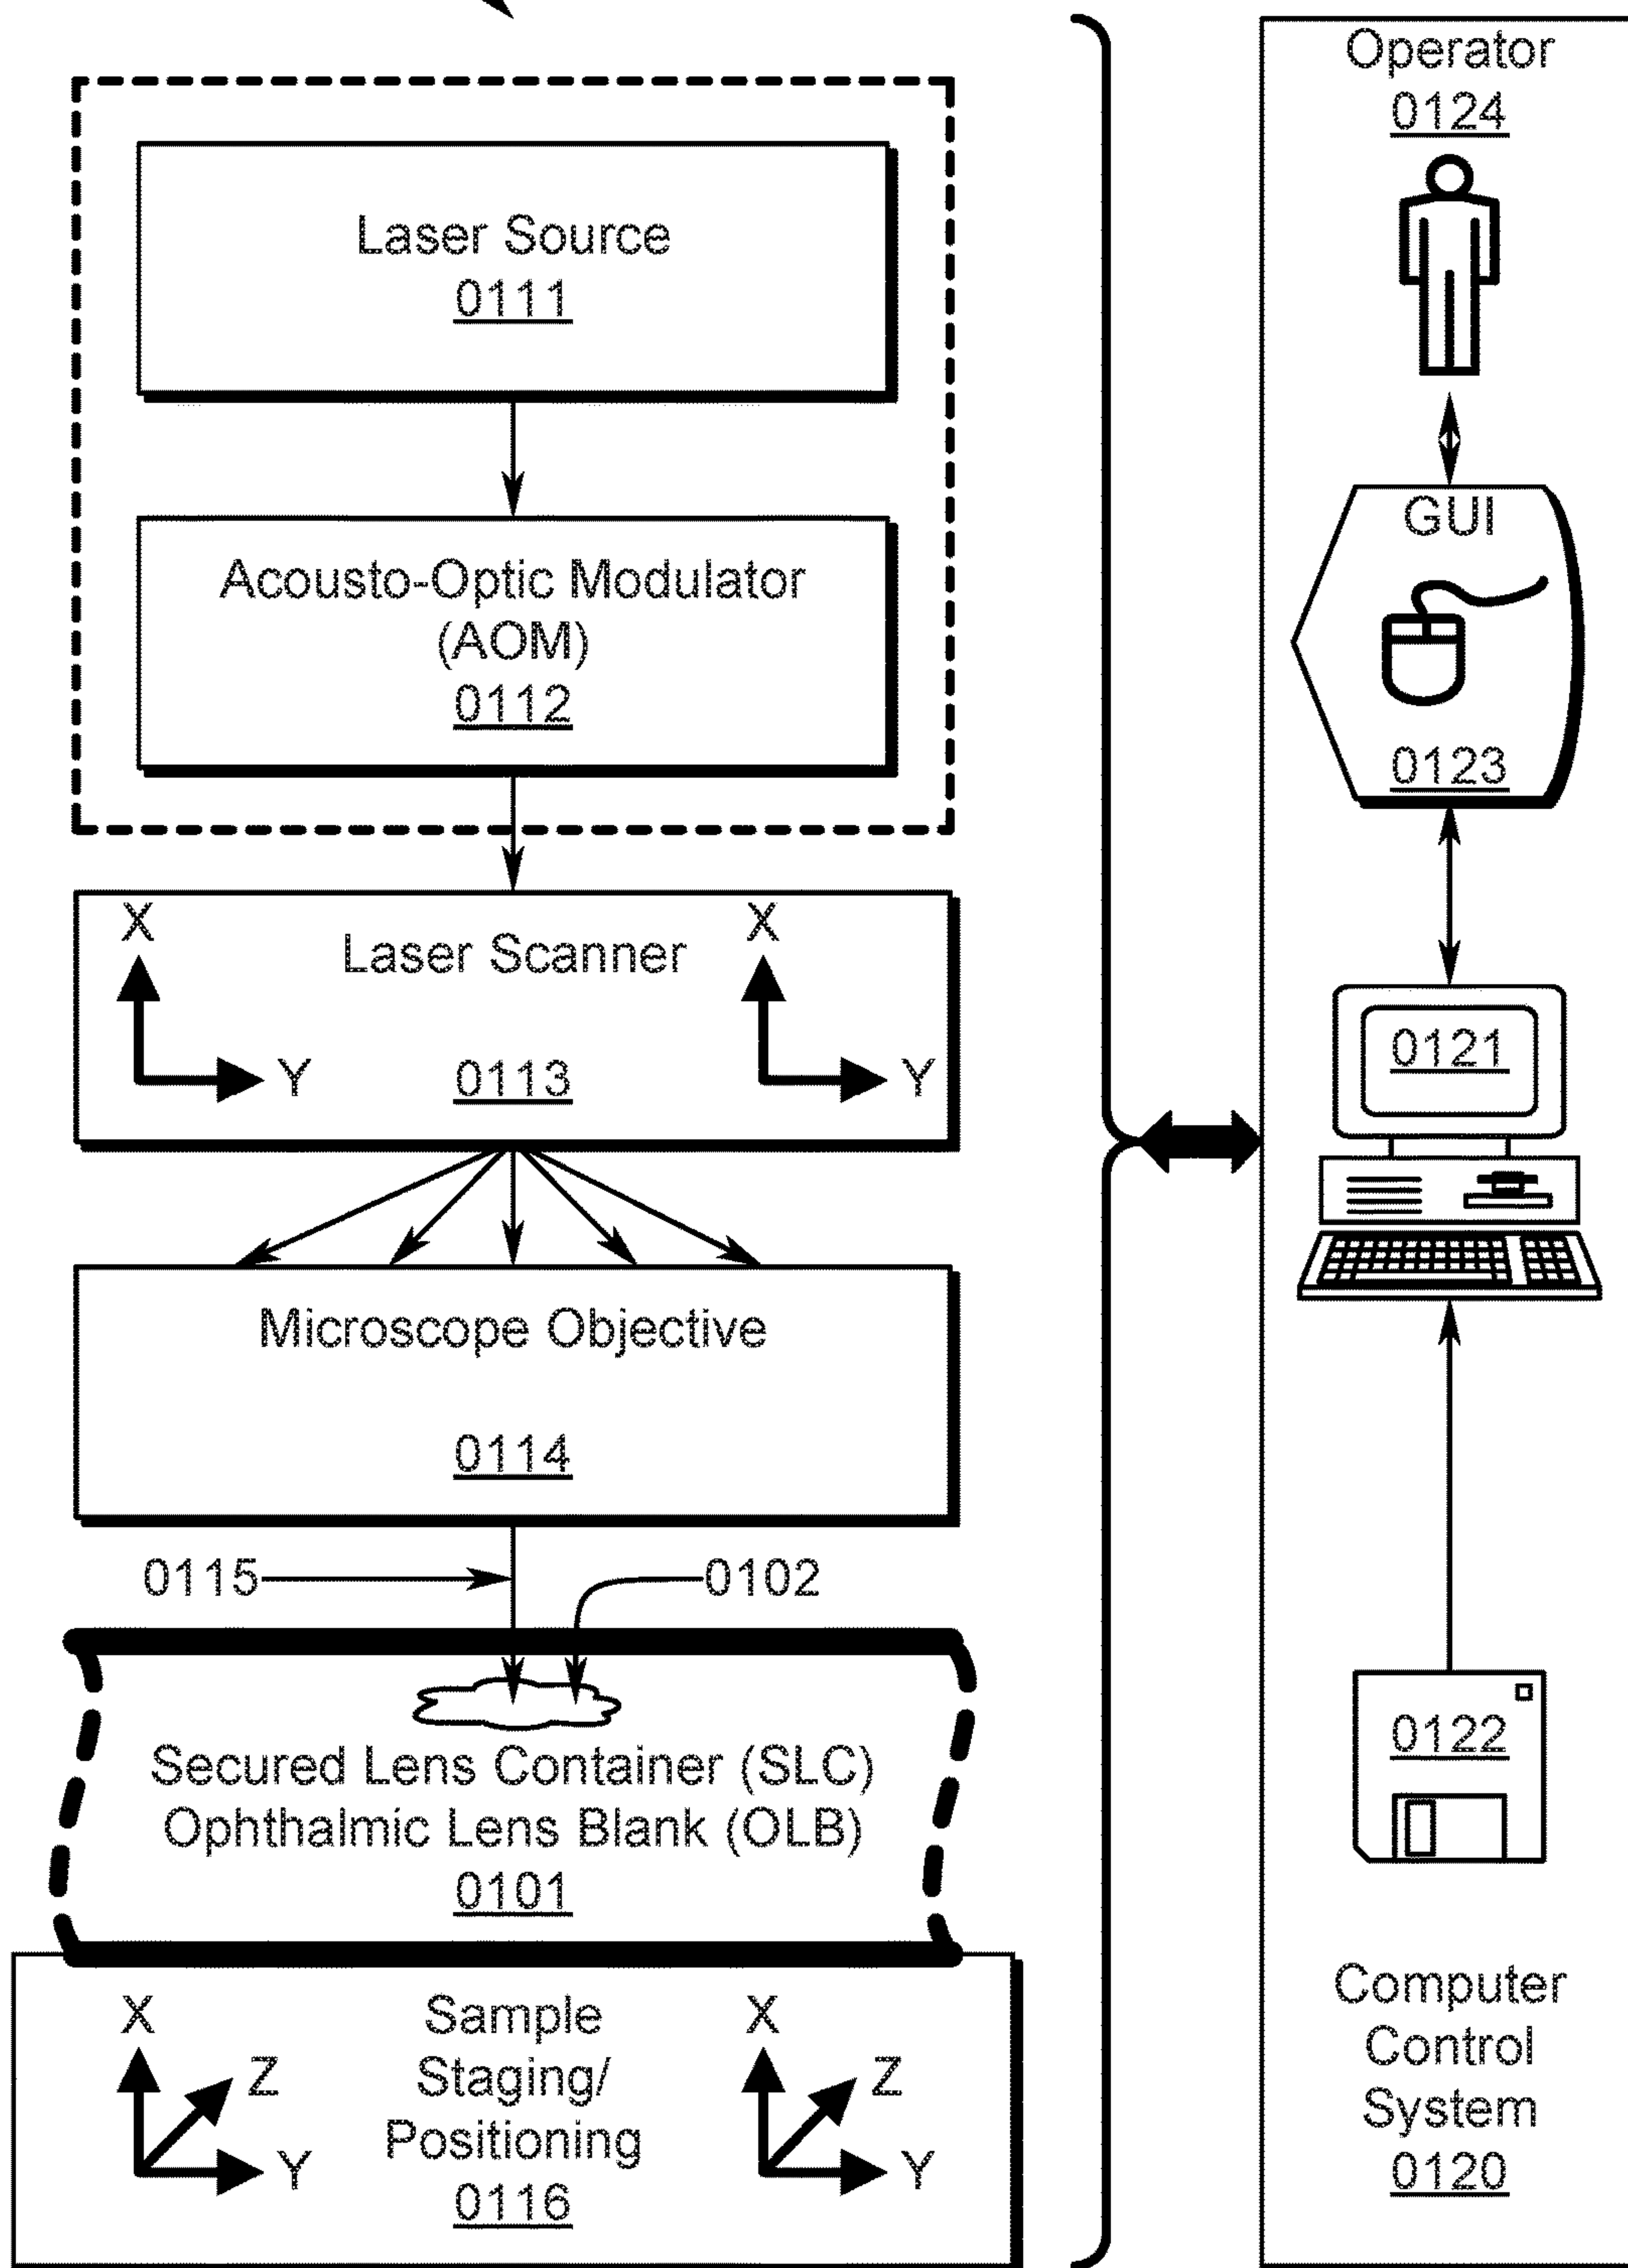 Laser Source
0111
Acousto-Optic Modulator
(AOM)
0112
X
Laser Scanner
X
Y
0113
Y
Microscope Objective
0114
0115
0102
Secured Lens Container (SLC)
Ophthalmic Lens Blank (OLB)
0101
X
Z
Y
Sample
Staging/
Positioning
0116
X
Z
Y
Operator
0124
GUI
0123
0121
0122
Computer
Control
System
0120